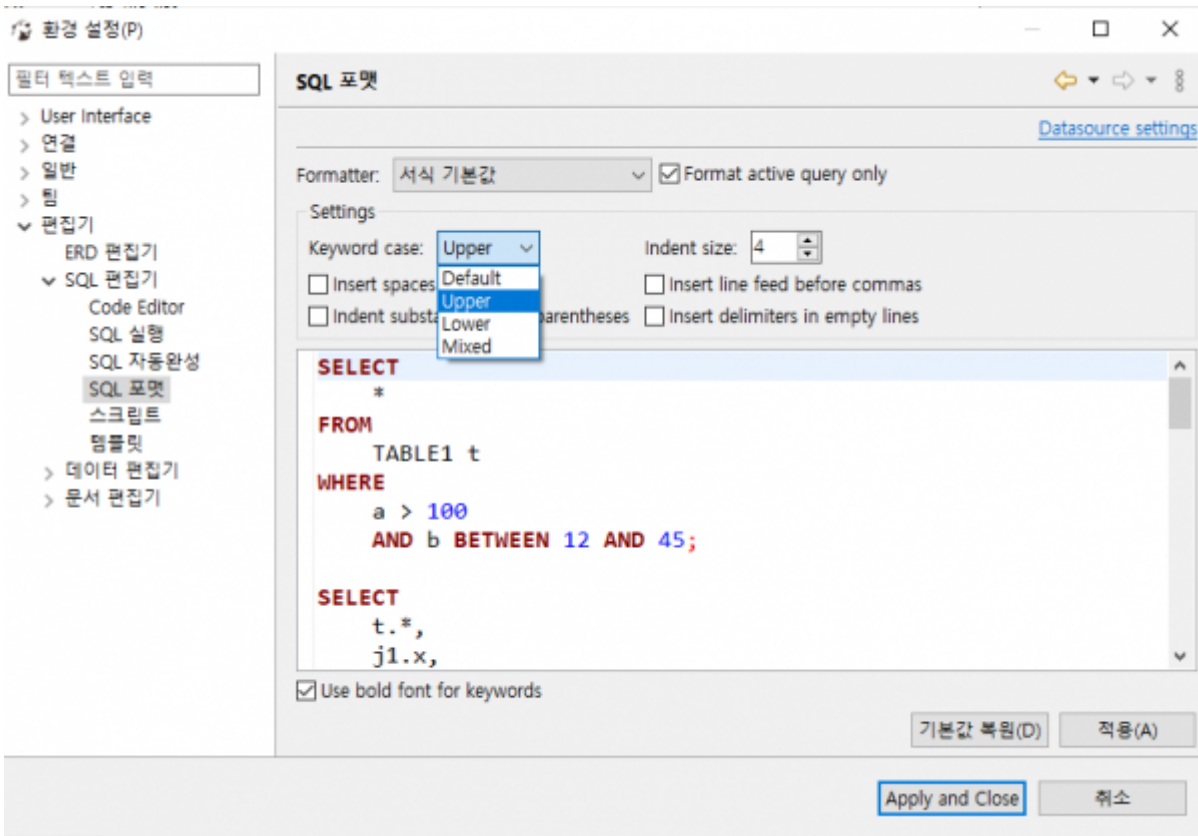 환경 설정(P)
필터 텍스트 입력
User Interface
연결
일반
팀
편집기
ERD 편집기
SQL 편집기
Code Editor
SQL 실행
SQL 자동완성
SQL 포맷
스크립트
템플릿
데이터 편집기
문서 편집기
SQL 포맷
Datasource settings
Formatter: 서식 기본값 Format active query only
Settings
Keyword case: Upper Indent size: 4
Default
Upper
Lower
Mixed
Insert spaces Insert line feed before commas
Indent Insert delimiters in empty lines
SELECT
*
FROM
TABLE1 t
WHERE
a > 100
AND b BETWEEN 12 AND 45;
SELECT
t.*,
j1.x,
Use bold font for keywords
기본값 복원(D) 적용(A)
Apply and Close 취소